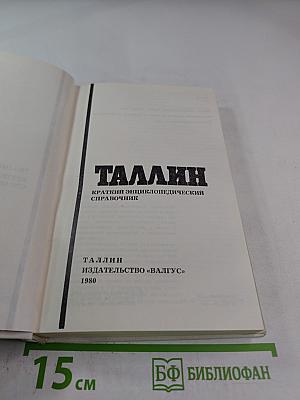 ТАЛЛИН
КРАТКИЙ ЭНЦИКЛОПЕДИЧЕСКИЙ
СПРАВОЧНИК
ТАЛЛИН
ИЗДАТЕЛЬСТВО «ВАЛГУС»
1980
15 см
БФ БИБЛИОФАН